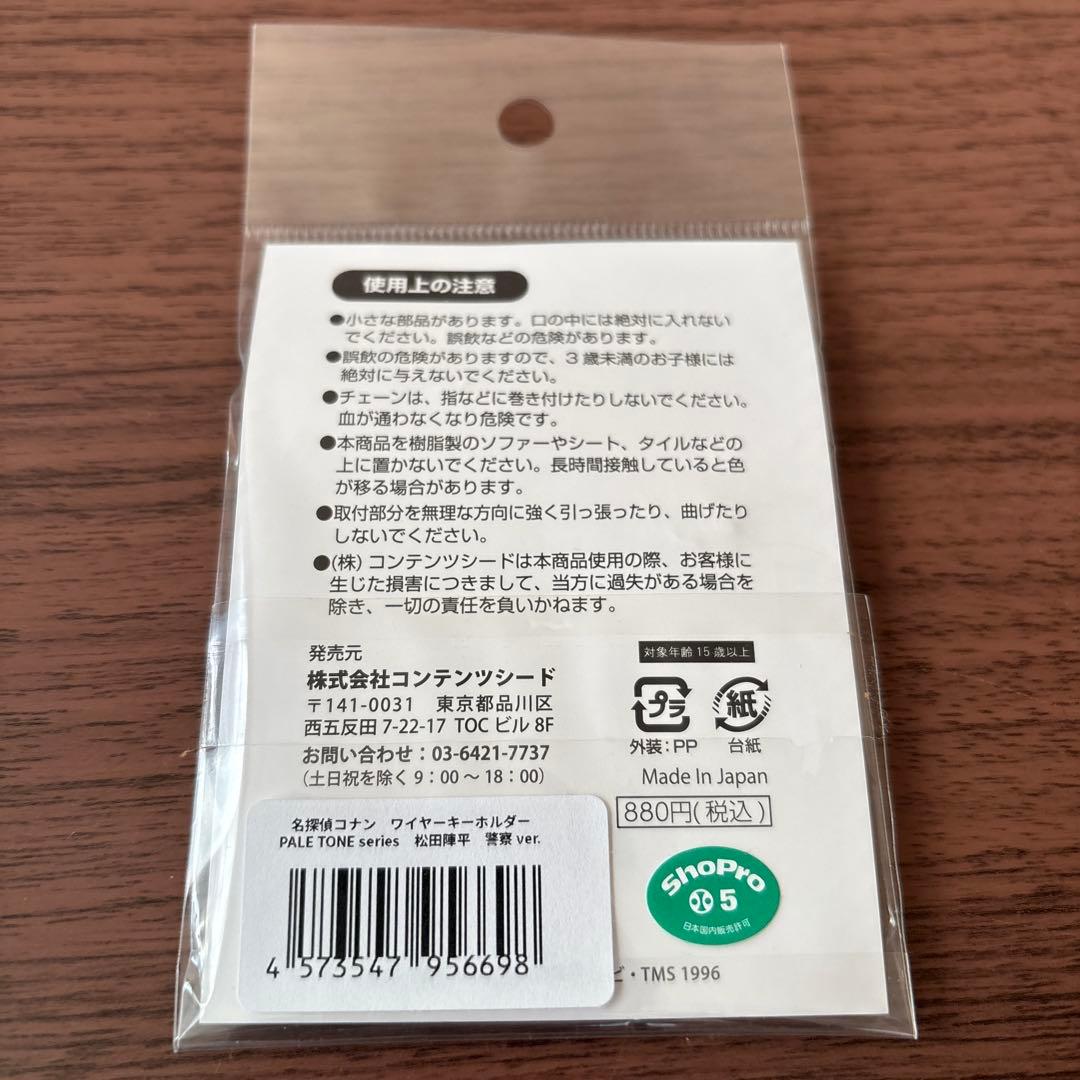 使用上の注意
●小さな部品があります。口の中には絶対に入れない
でください。誤飲などの危険があります。
●誤飲の危険がありますので、3歳未満のお子様には
絶対に与えないでください。
●チェーンは、指などに巻き付けたりしないでください。
血が通わなくなり危険です。
●本商品を樹脂製のソファーやシート、タイルなどの
上に置かないでください。長時間接触していると色
が移る場合があります。
●取付部分を無理な方向に強く引っ張ったり、曲げたり
しないでください。
●(株)コンテンツシードは本商品使用の際、お客様に
生じた損害につきまして、当方に過失がある場合を
除き、一切の責任を負いかねます。
発売元
株式会社コンテンツシード
〒141-0031 東京都品川区
西五反田 7-22-17 TOC ビル 8F
お問い合わせ：03-6421-7737
(土日祝を除く 9：00 〜 18：00)
対象年齢 15 歳以上
プラ
紙
外装：PP
台紙
Made In Japan
880円(税込)
名探偵コナン ワイヤーキーホルダー
PALE TONE series 松田陣平 警察 ver.
4 573547 956698
ShoPro
5
日本国内販売許可
ビ・TMS 1996